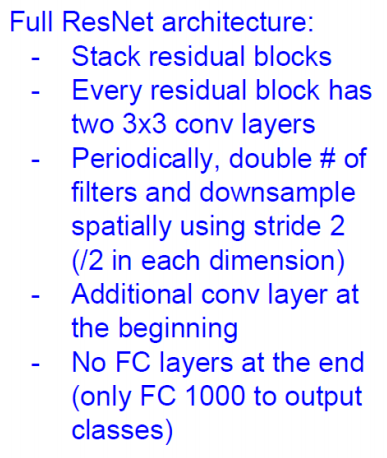 Full ResNet architecture:
- Stack residual blocks
- Every residual block has
two 3x3 conv layers
- Periodically, double # of
filters and downsample
spatially using stride 2
(/2 in each dimension)
- Additional conv layer at
the beginning
- No FC layers at the end
(only FC 1000 to output
classes)